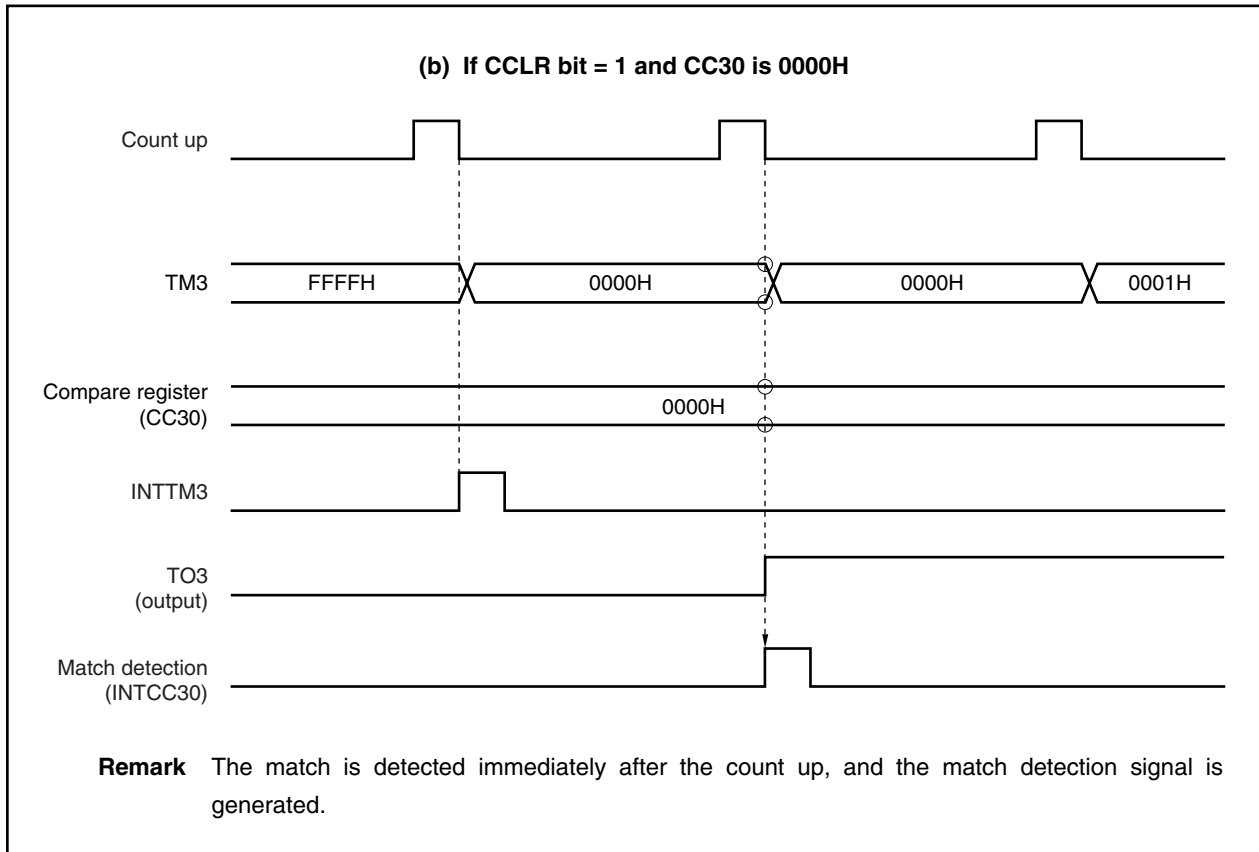 (b) If CCLR bit = 1 and CC30 is 0000H
Count up
TM3
FFFFH
0000H
0000H
0001H
Compare register
(CC30)
0000H
INTTM3
TO3
(output)
Match detection
(INTCC30)
Remark The match is detected immediately after the count up, and the match detection signal is
generated.